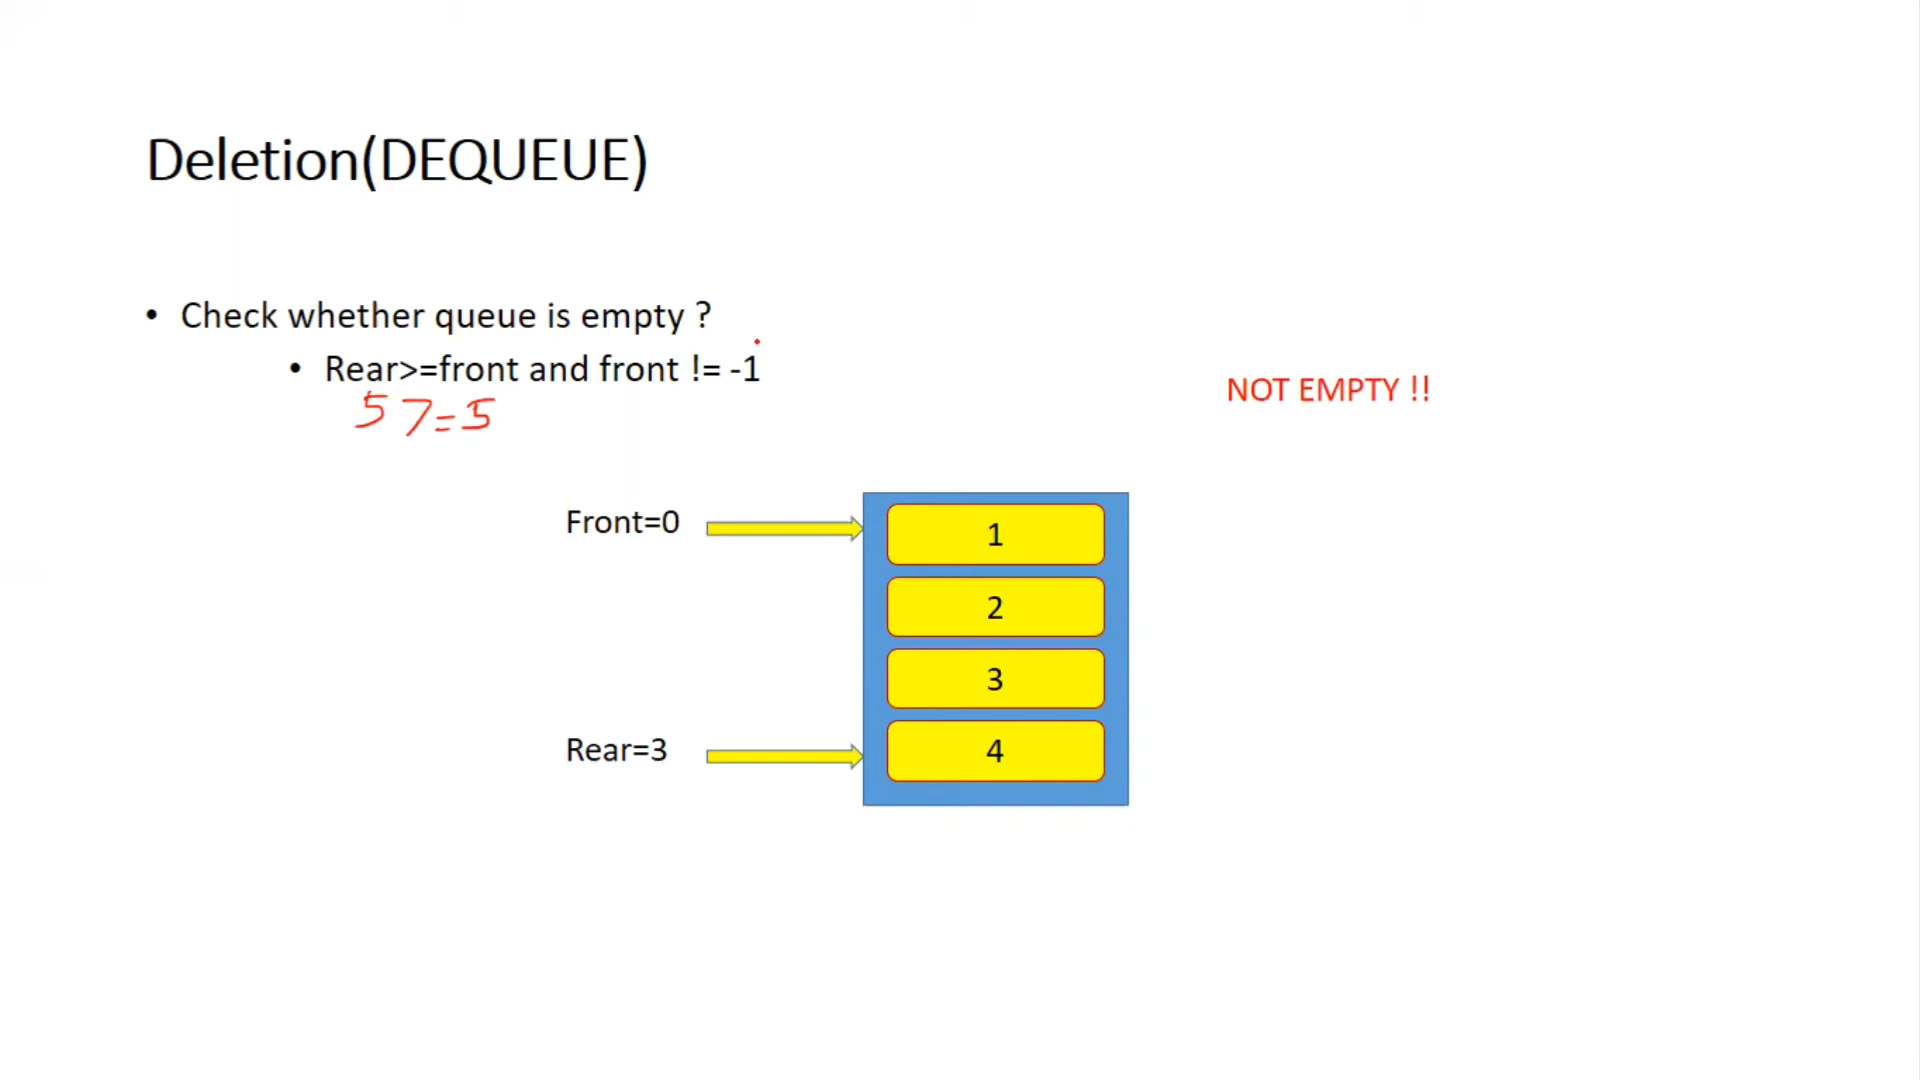 Deletion(DEQUEUE)
• Check whether queue is empty ?
• Rear>=front and front != -1
NOT EMPTY !!
5 >= 5
Front=0
1
2
3
Rear=3
4